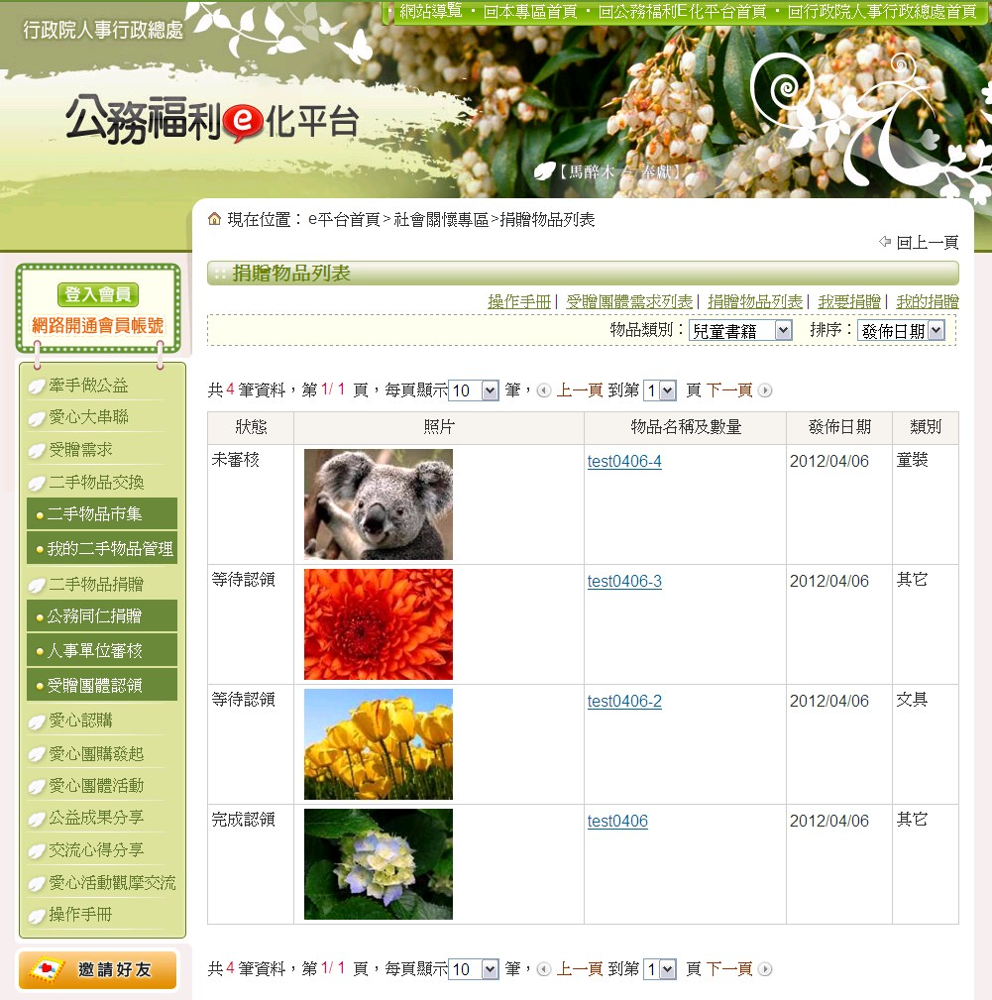 網站導覽 ・ 回本專區首頁 ・ 回公務福利E化平台首頁 ・ 回行政院人事行政總處首頁
行政院人事行政總處
公務福利e化平台
【馬醉木 — 奉獻】
現在位置：e平台首頁>社會關懷專區>捐贈物品列表
回上一頁
捐贈物品列表
操作手冊 | 受贈團體需求列表 | 捐贈物品列表 | 我要捐贈 | 我的捐贈
物品類別：兒童書籍 排序：發佈日期
登入會員
網路開通會員帳號
牽手做公益
愛心大串聯
受贈需求
二手物品交換
二手物品市集
我的二手物品管理
二手物品捐贈
公務同仁捐贈
人事單位審核
受贈團體認領
愛心認購
愛心團購發起
愛心團體活動
公益成果分享
交流心得分享
愛心活動觀摩交流
操作手冊
邀請好友
共 4 筆資料，第 1/ 1 頁，每頁顯示 10 筆， 上一頁 到第 1 頁 下一頁
狀態 照片 物品名稱及數量 發佈日期 類別
未審核 test0406-4 2012/04/06 童裝
等待認領 test0406-3 2012/04/06 其它
等待認領 test0406-2 2012/04/06 文具
完成認領 test0406 2012/04/06 其它
共 4 筆資料，第 1/ 1 頁，每頁顯示 10 筆， 上一頁 到第 1 頁 下一頁